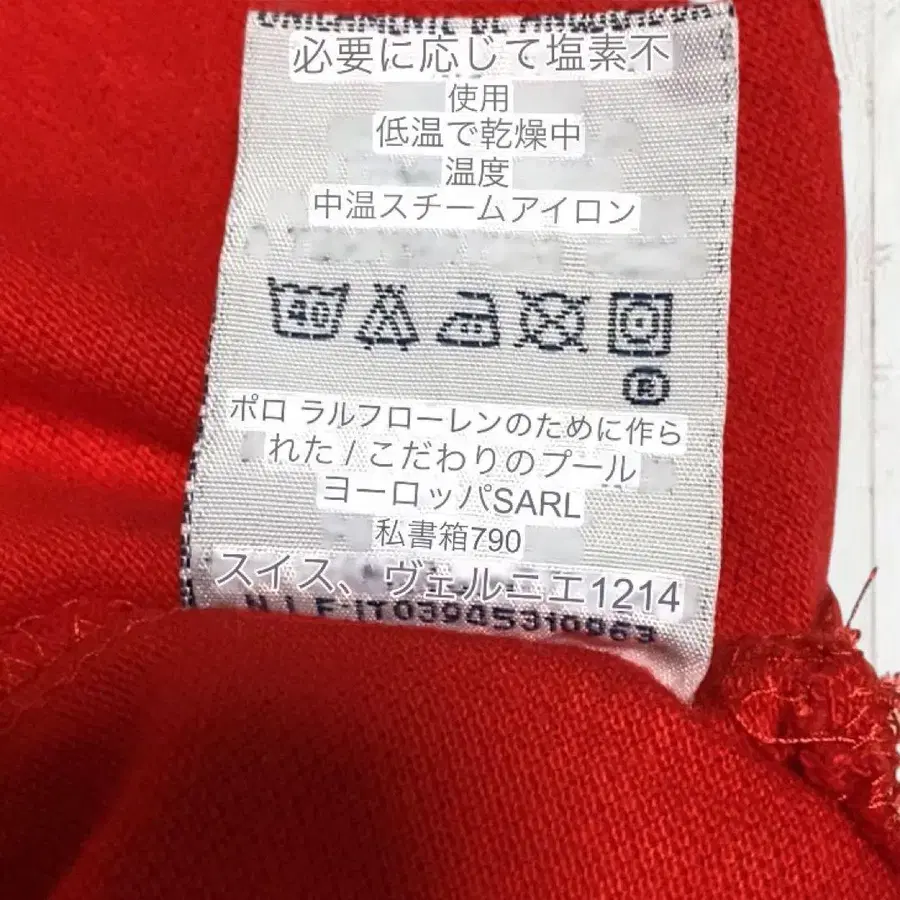 必要に応じて塩素不
使用
低温で乾燥中
温度
中温スチームアイロン
40
ポロ ラルフローレンのために作ら
れた / こだわりのプール
ヨーロッパSARL
私書箱790
スイス、ヴェルニエ1214
N.I.F:IT03905310963